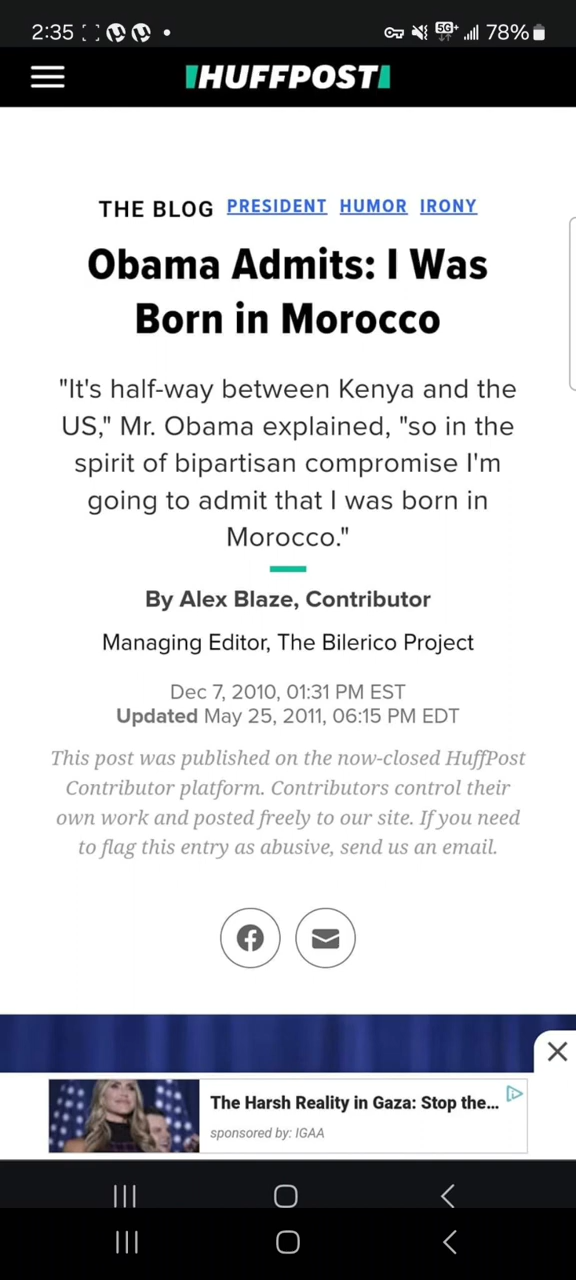 2:35
5G+ 78%
HUFFPOST
THE BLOG PRESIDENT HUMOR IRONY
Obama Admits: I Was
Born in Morocco
"It's half-way between Kenya and the
US," Mr. Obama explained, "so in the
spirit of bipartisan compromise I'm
going to admit that I was born in
Morocco."
By Alex Blaze, Contributor
Managing Editor, The Bilerico Project
Dec 7, 2010, 01:31 PM EST
Updated May 25, 2011, 06:15 PM EDT
This post was published on the now-closed HuffPost
Contributor platform. Contributors control their
own work and posted freely to our site. If you need
to flag this entry as abusive, send us an email.
The Harsh Reality in Gaza: Stop the...
sponsored by: IGAA